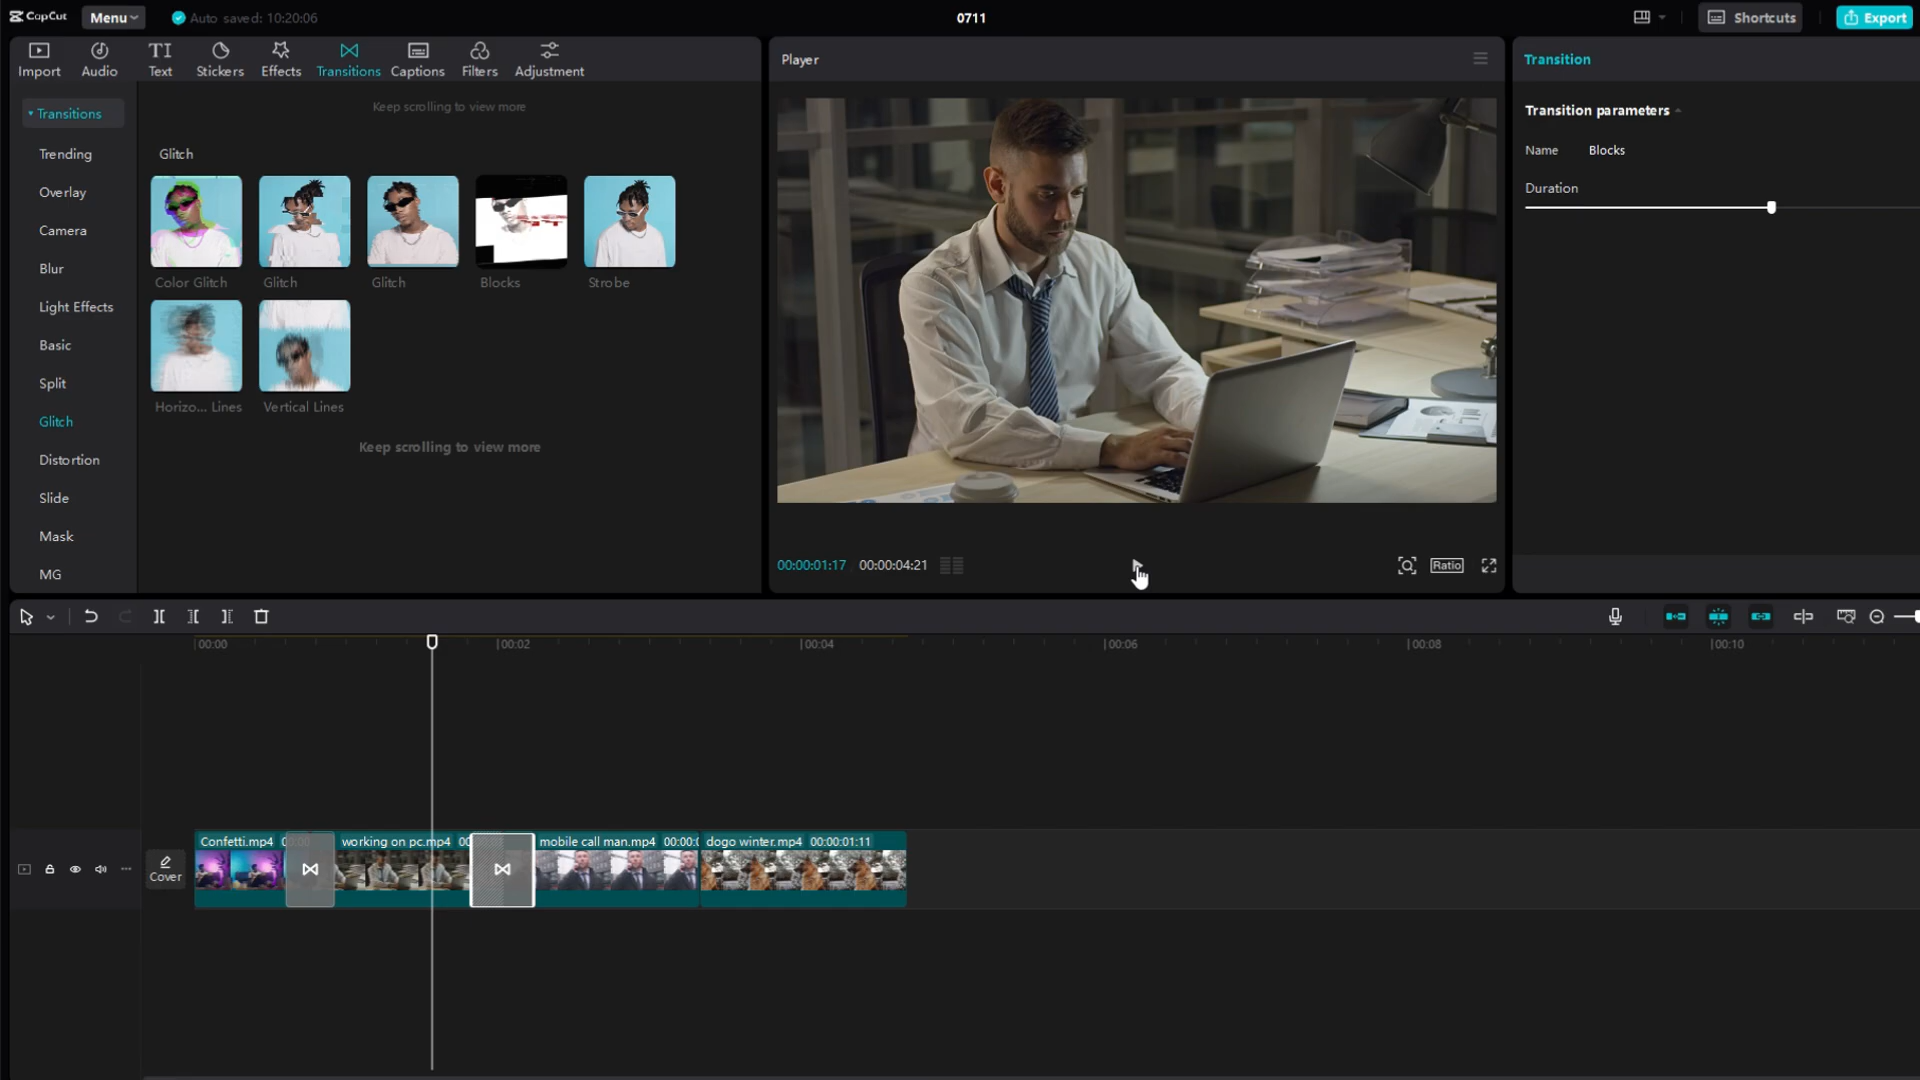 CapCut
Menu
Auto saved: 10:20:06
0711
Shortcuts
Export
Import
Audio
TI
Text
Stickers
Effects
Transitions
Captions
Filters
Adjustment
Transitions
Trending
Overlay
Camera
Blur
Light Effects
Basic
Split
Glitch
Distortion
Slide
Mask
MG
Keep scrolling to view more
Glitch
Color Glitch
Glitch
Glitch
Blocks
Strobe
Horizo... Lines
Vertical Lines
Keep scrolling to view more
Player
00:00:01:17
00:00:04:21
Ratio
Transition
Transition parameters
Name Blocks
Duration
00:00
00:02
00:04
00:06
00:08
00:10
Cover
Confetti.mp4
working on pc.mp4
mobile call man.mp4 00:00:0
dogo winter.mp4 00:00:01:11